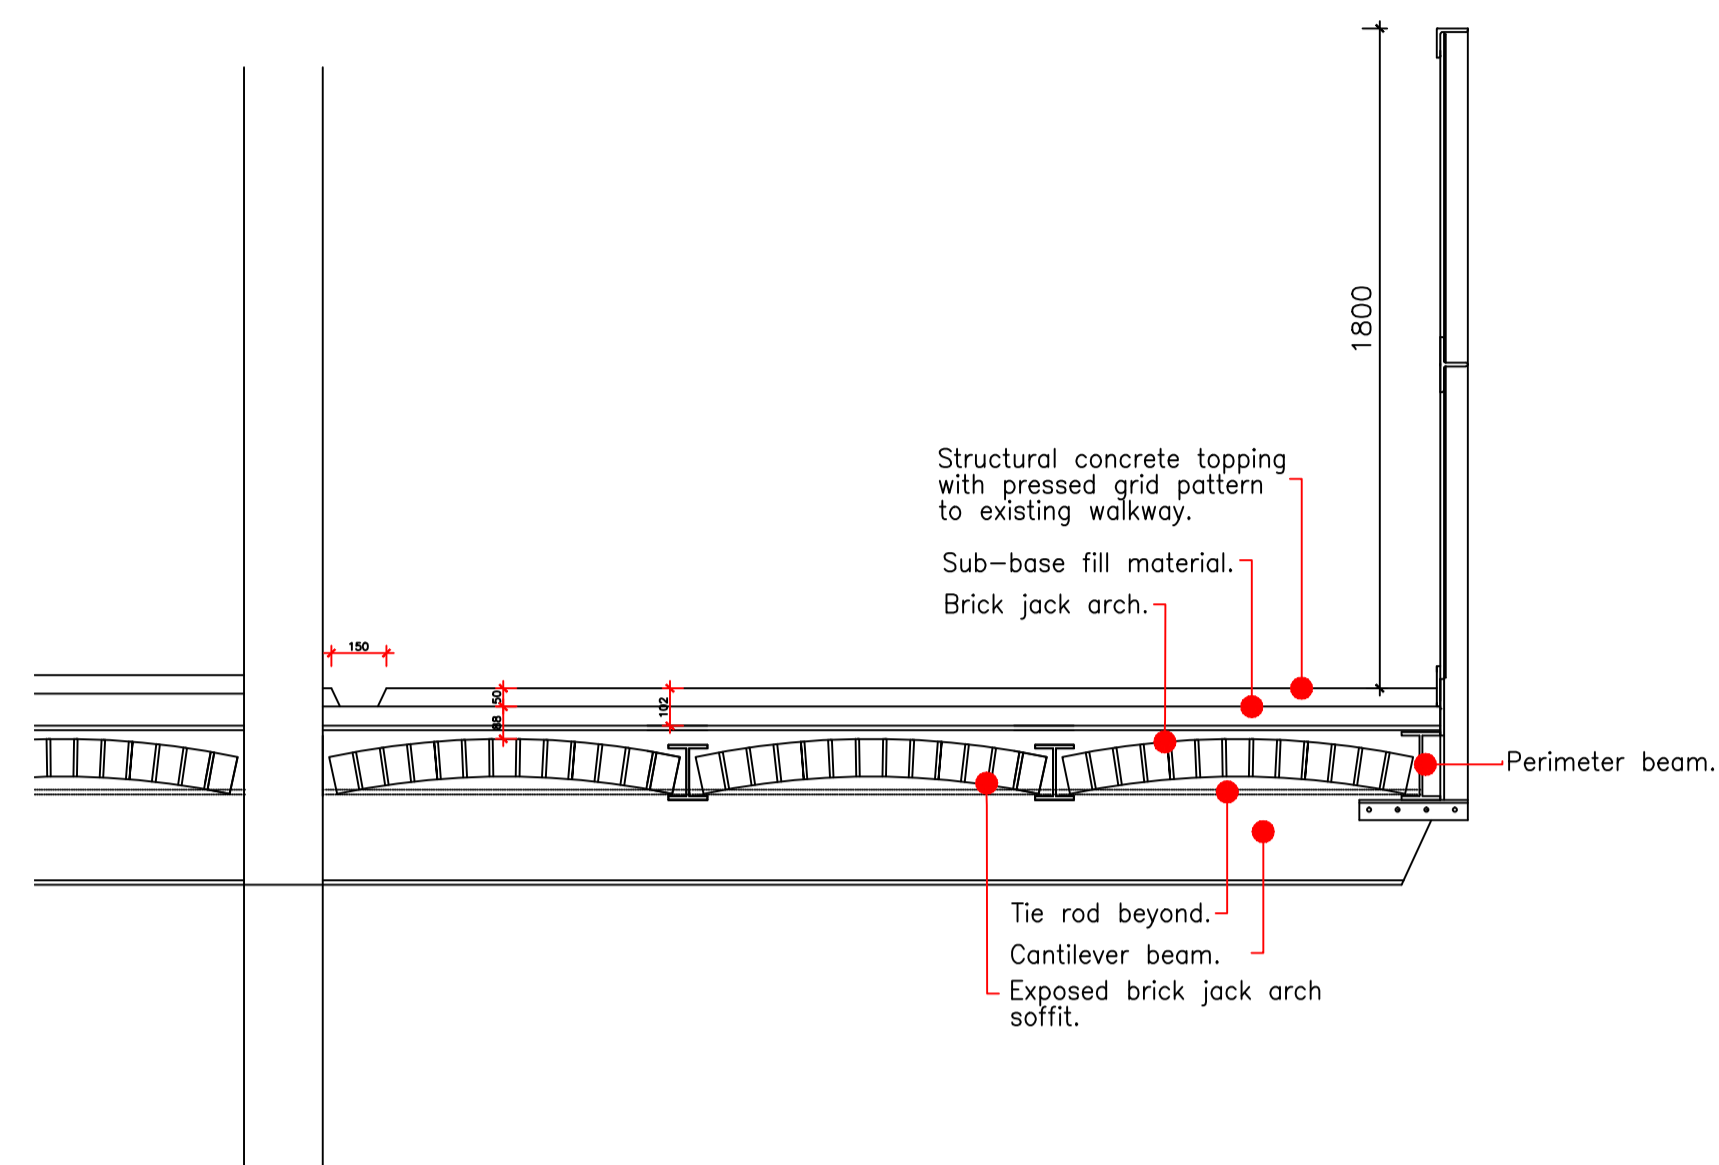 1800
Structural concrete topping
with pressed grid pattern
to existing walkway.
Sub-base fill material.
Brick jack arch.
150
50
88
102
Perimeter beam.
Tie rod beyond.
Cantilever beam.
Exposed brick jack arch
soffit.